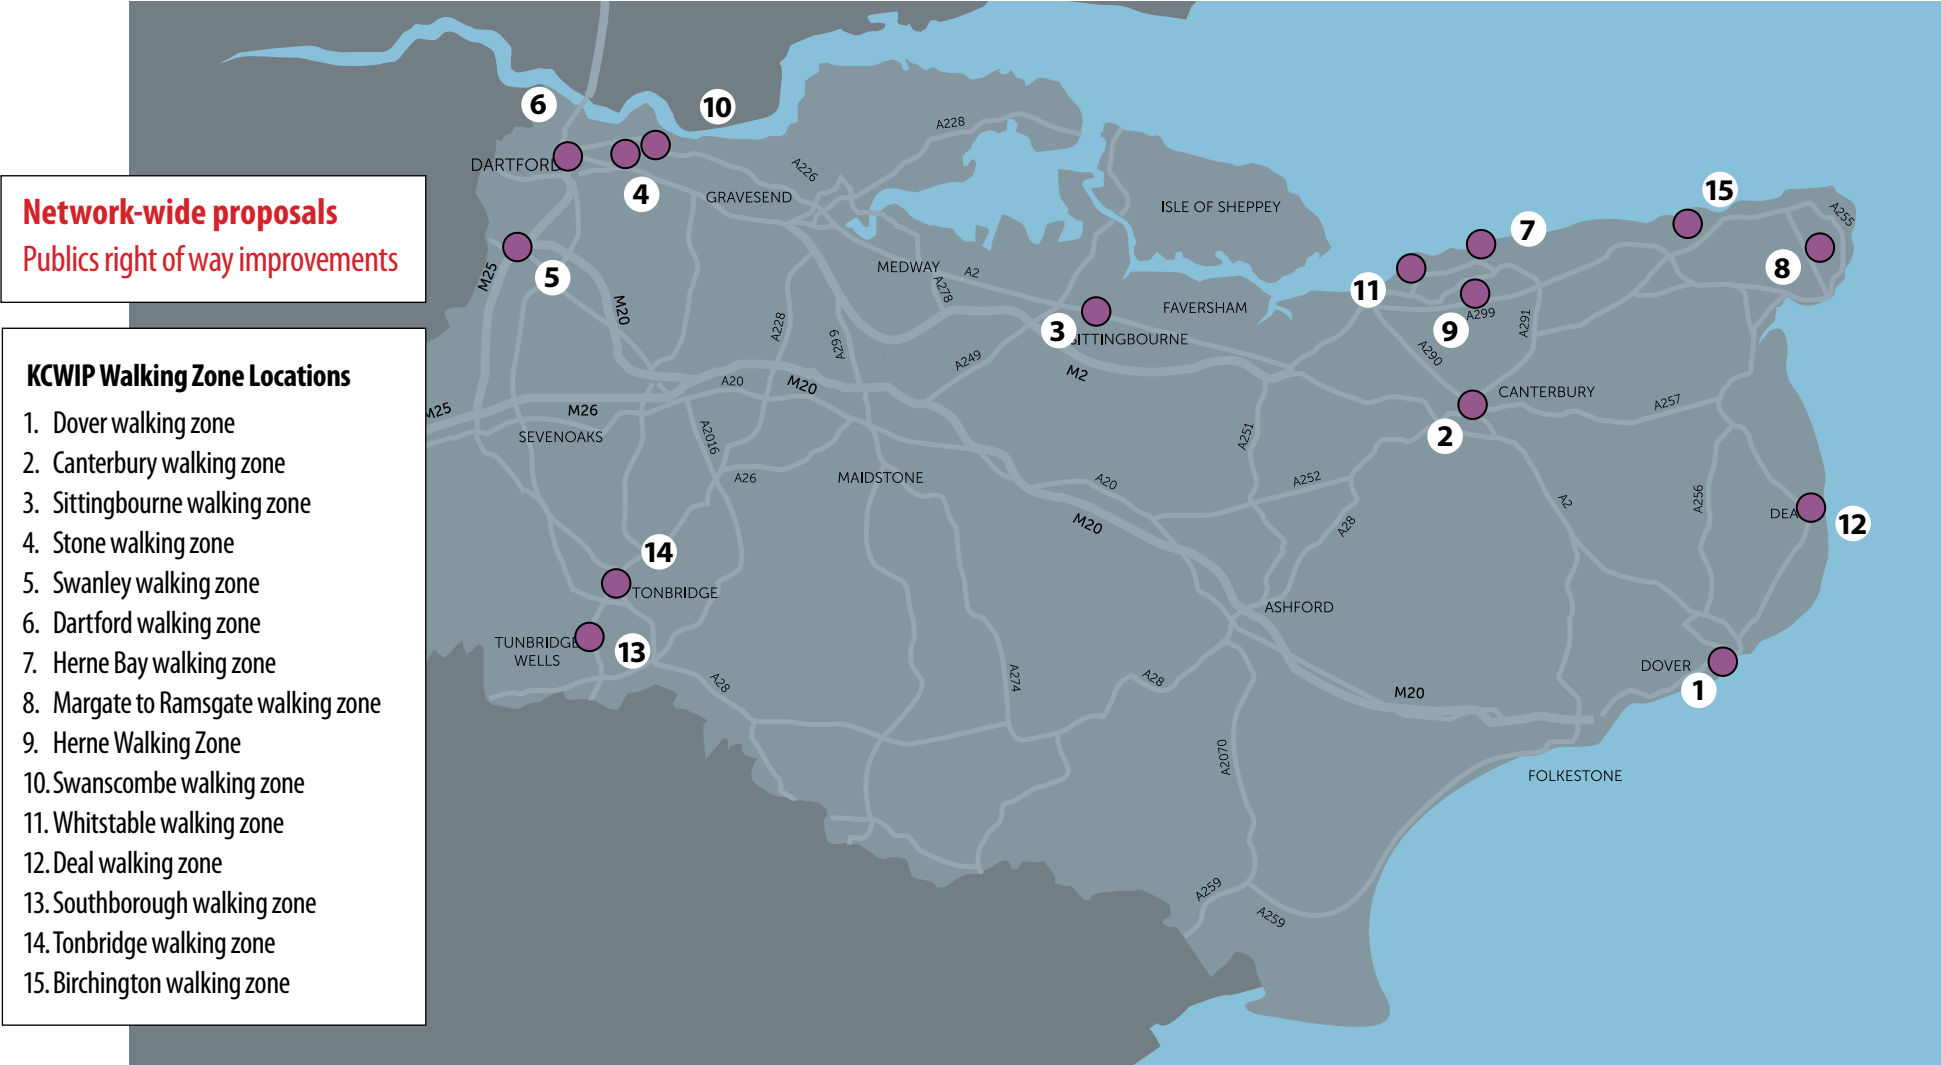 Network-wide proposals
Publics right of way improvements
KCWIP Walking Zone Locations
1. Dover walking zone
2. Canterbury walking zone
3. Sittingbourne walking zone
4. Stone walking zone
5. Swanley walking zone
6. Dartford walking zone
7. Herne Bay walking zone
8. Margate to Ramsgate walking zone
9. Herne Walking Zone
10. Swanscombe walking zone
11. Whitstable walking zone
12. Deal walking zone
13. Southborough walking zone
14. Tonbridge walking zone
15. Birchington walking zone
6
10
A228
DARTFORD
A226
4
GRAVESEND
15
ISLE OF SHEPPEY
A255
7
8
M25
5
MEDWAY
A2
A278
11
M20
A228
A299
FAVERSHAM
3
SITTINGBOURNE
9
A299
A291
A290
A249
M2
A20
M20
CANTERBURY
A257
M25
M26
SEVENOAKS
A2016
A251
2
A26
MAIDSTONE
A20
A252
A2
A256
M20
A28
DEA
12
14
TONBRIDGE
ASHFORD
TUNBRIDGE
WELLS
13
A28
A274
A28
M20
DOVER
1
A2070
FOLKESTONE
A259
A259